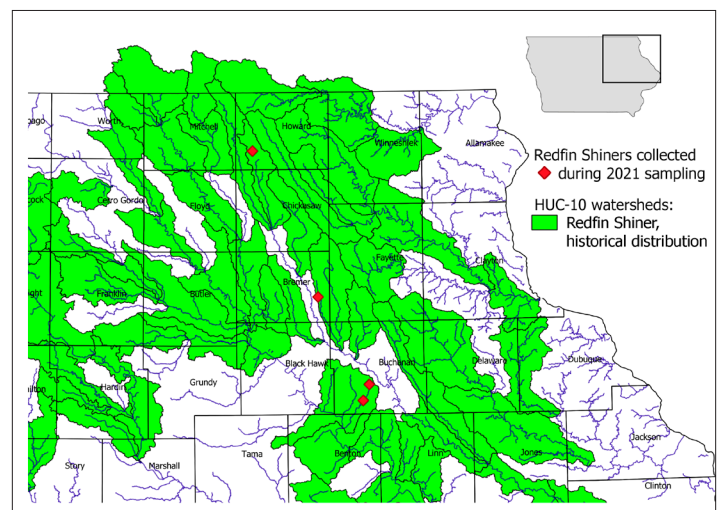 Worth
Mitchell
Howard
Winneshiek
Allamakee
Redfin Shiners collected
during 2021 sampling
HUC-10 watersheds:
Redfin Shiner,
historical distribution
Cerro Gordo
Floyd
Chickasaw
Fayette
Clayton
Franklin
Butler
Bremer
Hardin
Grundy
Black Hawk
Buchanan
Delaware
Dubuque
Story
Marshall
Tama
Benton
Linn
Jones
Jackson
Clinton